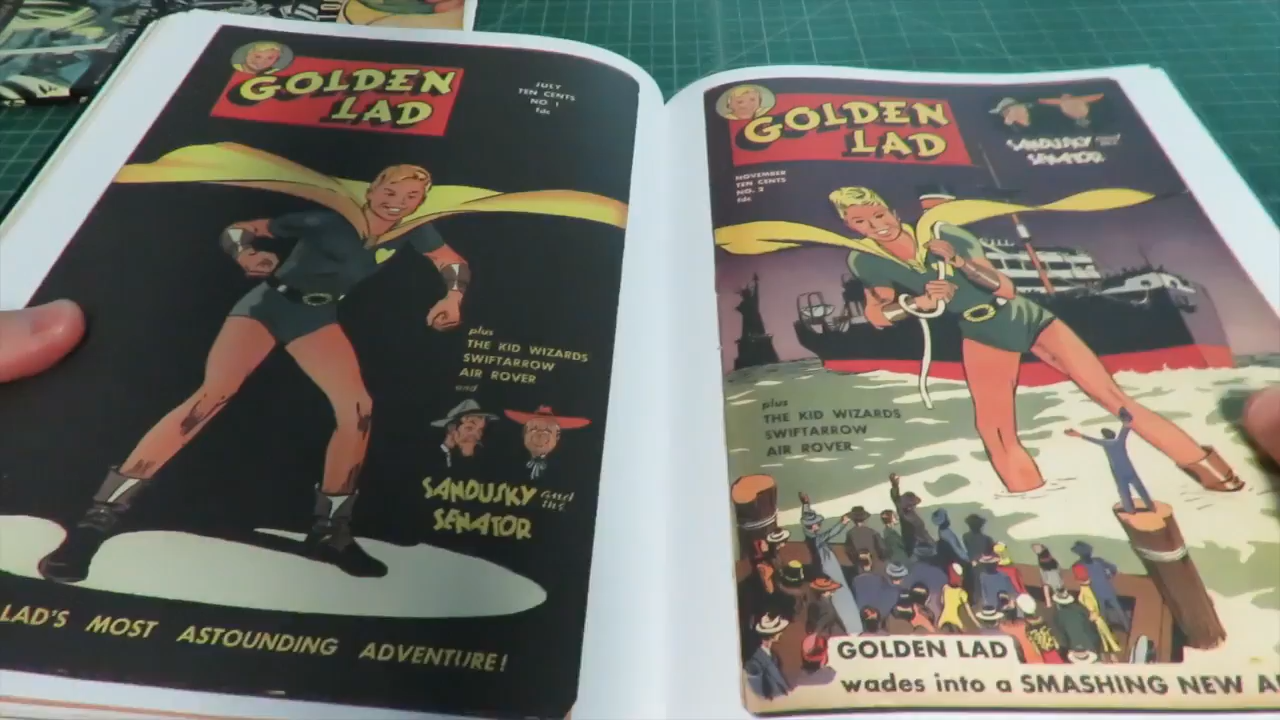 GOLDEN
LAD
JULY
TEN CENTS
NO. 1
fdc
plus
THE KID WIZARDS
SWIFTARROW
AIR ROVER
and
SANDUSKY and the
SENATOR
LAD'S MOST ASTOUNDING ADVENTURE!
GOLDEN
LAD
NOVEMBER
TEN CENTS
NO. 2
fdc
SANDUSKY and the
SENATOR
plus
THE KID WIZARDS
SWIFTARROW
AIR ROVER
GOLDEN LAD
wades into a SMASHING NEW